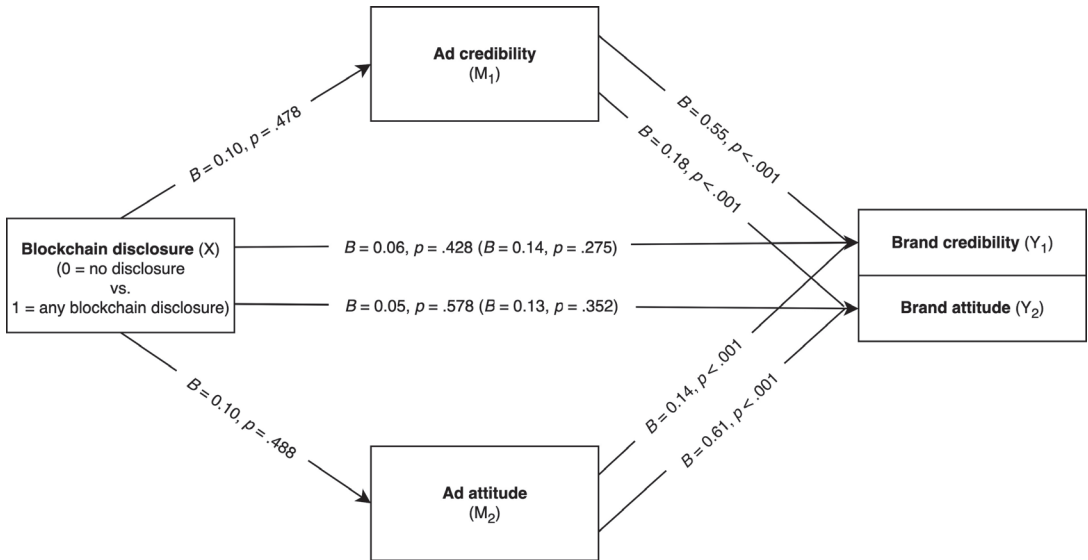 Ad credibility
(M₁)
B = 0.10, p = .478
B = 0.55, p < .001
B = 0.18, p < .001
Blockchain disclosure (X)
(0 = no disclosure
vs.
1 = any blockchain disclosure)
B = 0.06, p = .428 (B = 0.14, p = .275)
B = 0.05, p = .578 (B = 0.13, p = .352)
Brand credibility (Y₁)
Brand attitude (Y₂)
B = 0.10, p = .488
B = 0.14, p < .001
B = 0.61, p < .001
Ad attitude
(M₂)